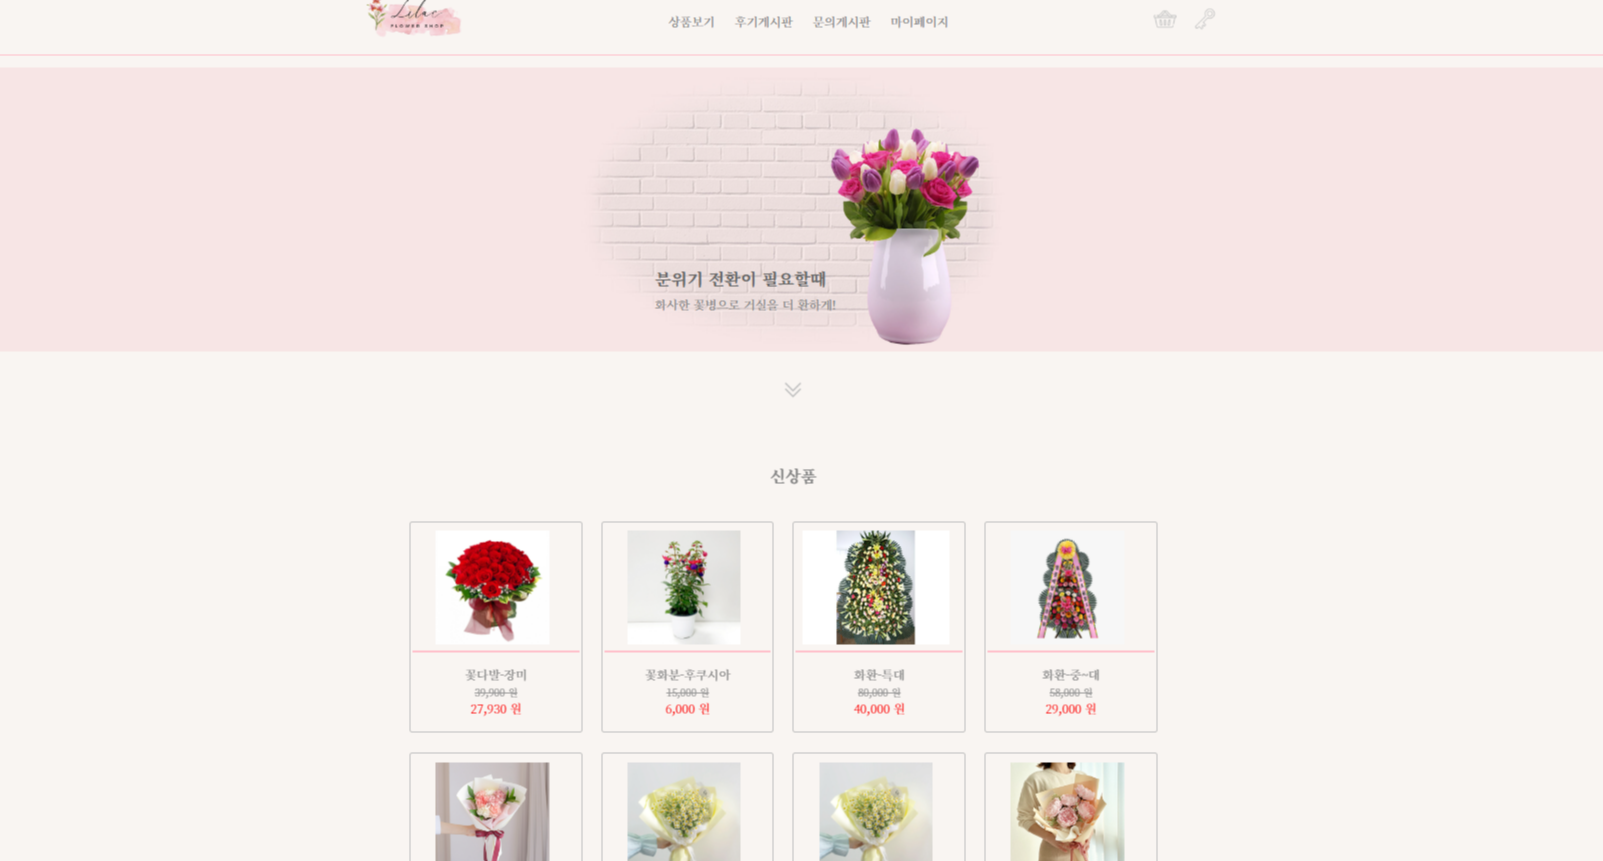 Lilac
FLOWER SHOP
상품보기 후기게시판 문의게시판 마이페이지
분위기 전환이 필요할때
화사한 꽃병으로 거실을 더 환하게!
신상품
꽃다발-장미
39,900 원
27,930 원
꽃화분-후쿠시아
15,000 원
6,000 원
화환-특대
80,000 원
40,000 원
화환-중~대
58,000 원
29,000 원